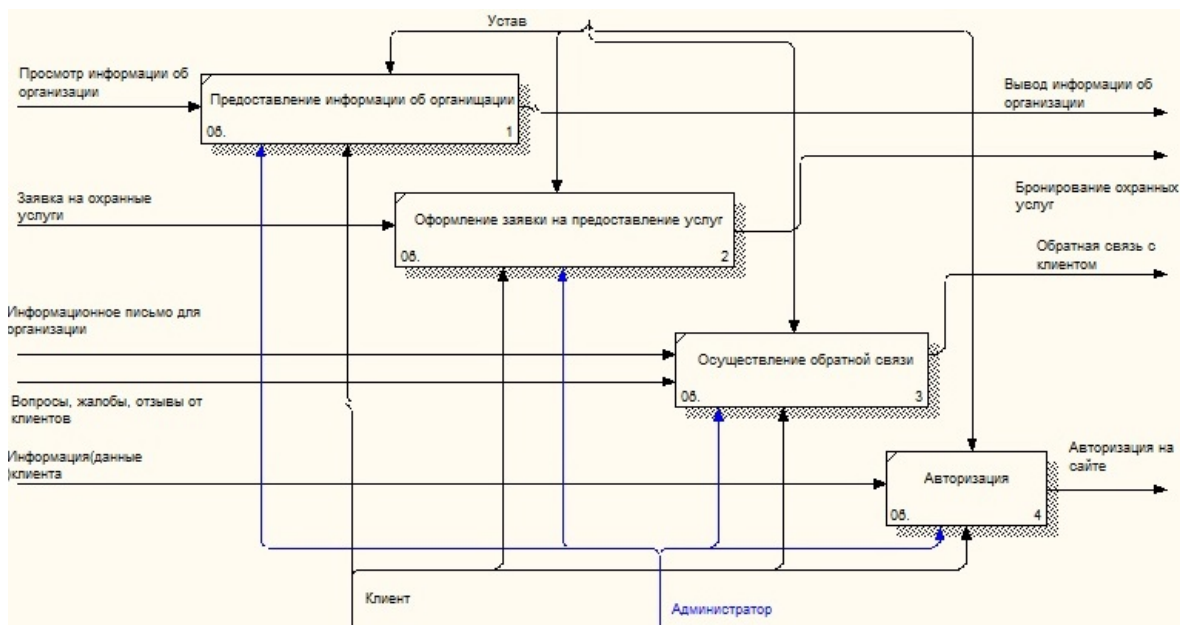 Устав
Просмотр информации об
организации
Предоставление информации об органищации
0б.
1
Вывод информации об
организации
Заявка на охранные
услуги
Оформление заявки на предоставление услуг
0б.
2
Бронирование охранных
услуг
Обратная связь с
клиентом
Информационное письмо для
организации
Осуществление обратной связи
0б.
3
Вопросы, жалобы, отзывы от
клиентов
Информация(данные
)клиента
Авторизация
0б.
4
Авторизация на
сайте
Клиент
Администратор